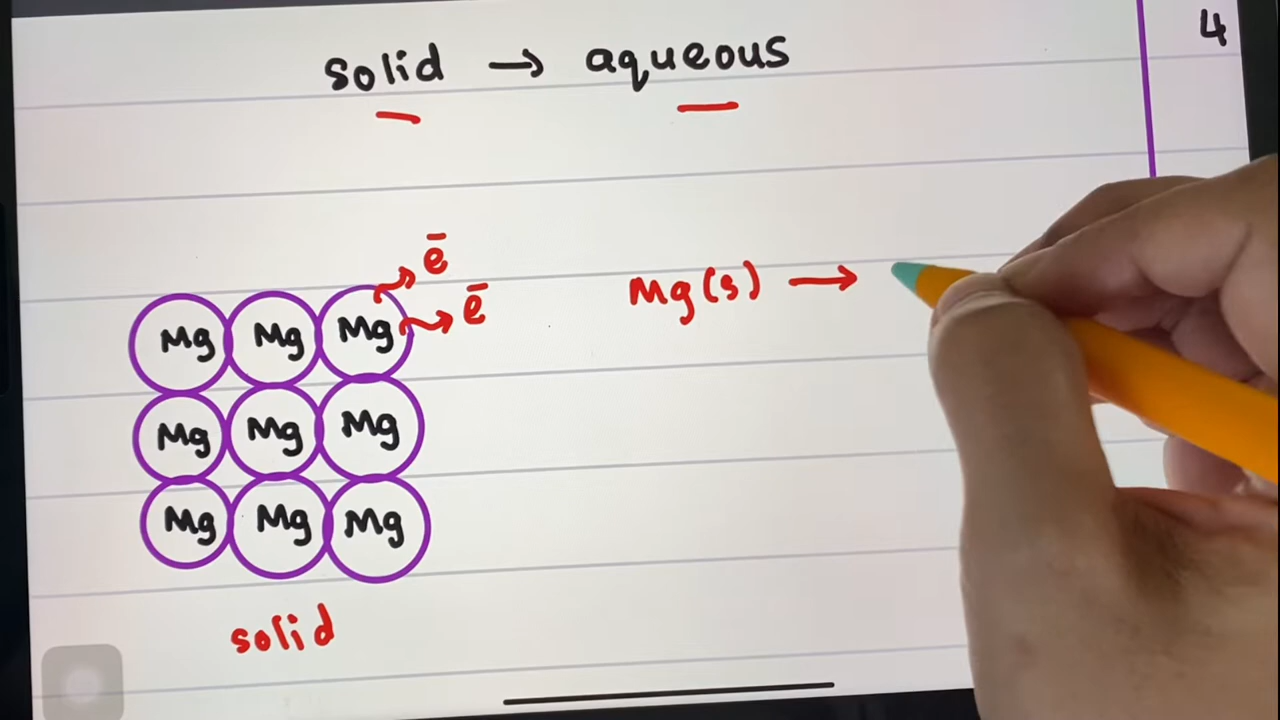 4
solid → aqueous
ē
ē
Mg(s) →
Mg Mg Mg
Mg Mg Mg
Mg Mg Mg
solid